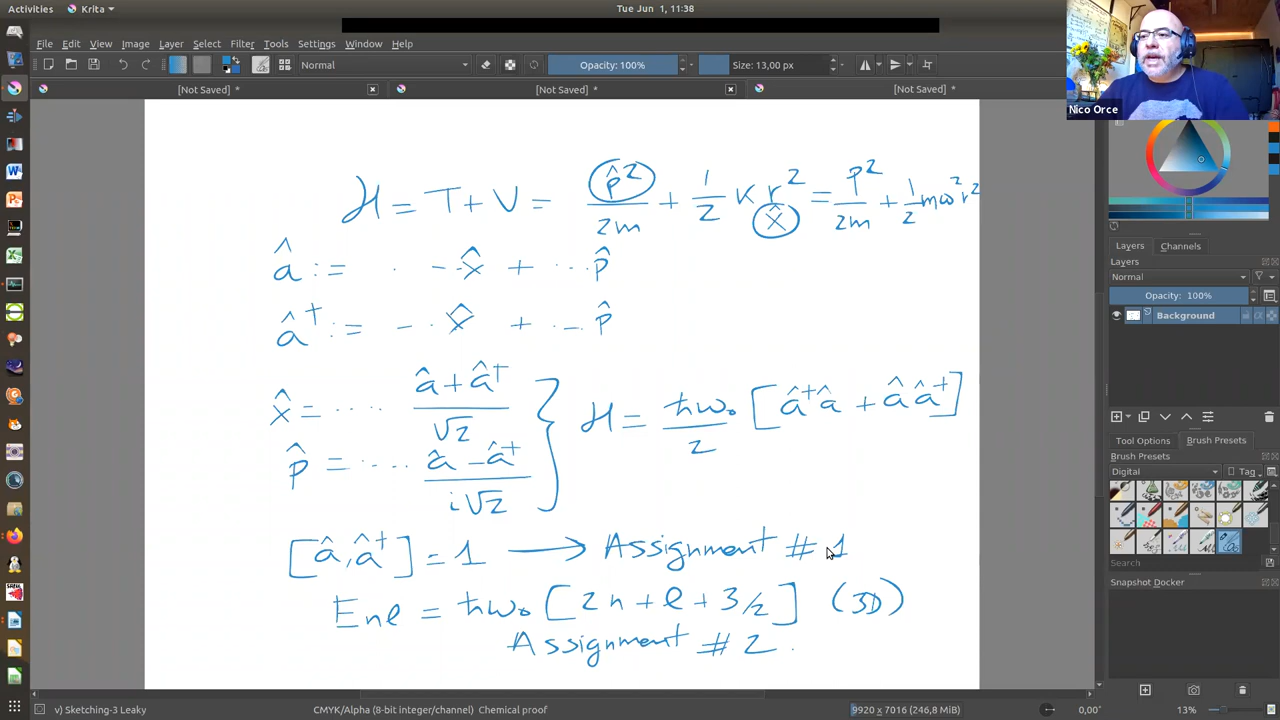 Activities Krita Tue Jun 1, 11:38
File Edit View Image Layer Select Filter Tools Settings Window Help
Normal Opacity: 100% Size: 13,00 px
[Not Saved] * [Not Saved] * [Not Saved] *
Nico Orce
H = T + V = p̂²/2m + 1/2 K r² = p²/2m + 1/2 mω²r²
x̂
â := . - - x̂ + ... p̂
â† := - .. x̂ + .. - p̂
x̂ = .... (â + â†)/√2
H = ħω₀/2 [â†â + ââ†]
p̂ = .. ... (â - â†)/(i√2)
[â, â†] = 1 → Assignment # 1
Enl = ħω₀ [2n + l + 3/2] (3D)
Assignment # 2 .
Layers Channels
Layers
Normal
Opacity: 100%
Background
Tool Options Brush Presets
Brush Presets
Digital Tag
Search
Snapshot Docker
v) Sketching-3 Leaky CMYK/Alpha (8-bit integer/channel) Chemical proof 9920 x 7016 (246,8 MiB) 0,00° 13%